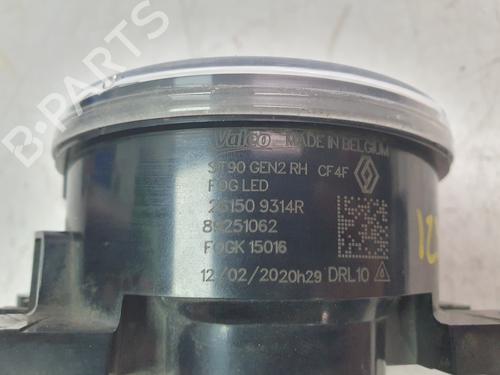 B-PARTS
Valeo MADE IN BELGIUM
ST90 GEN2 RH CF4F
FOG LED
26150 9314R
89251062
FOGK 15016
12/02/2020h29 DRL10